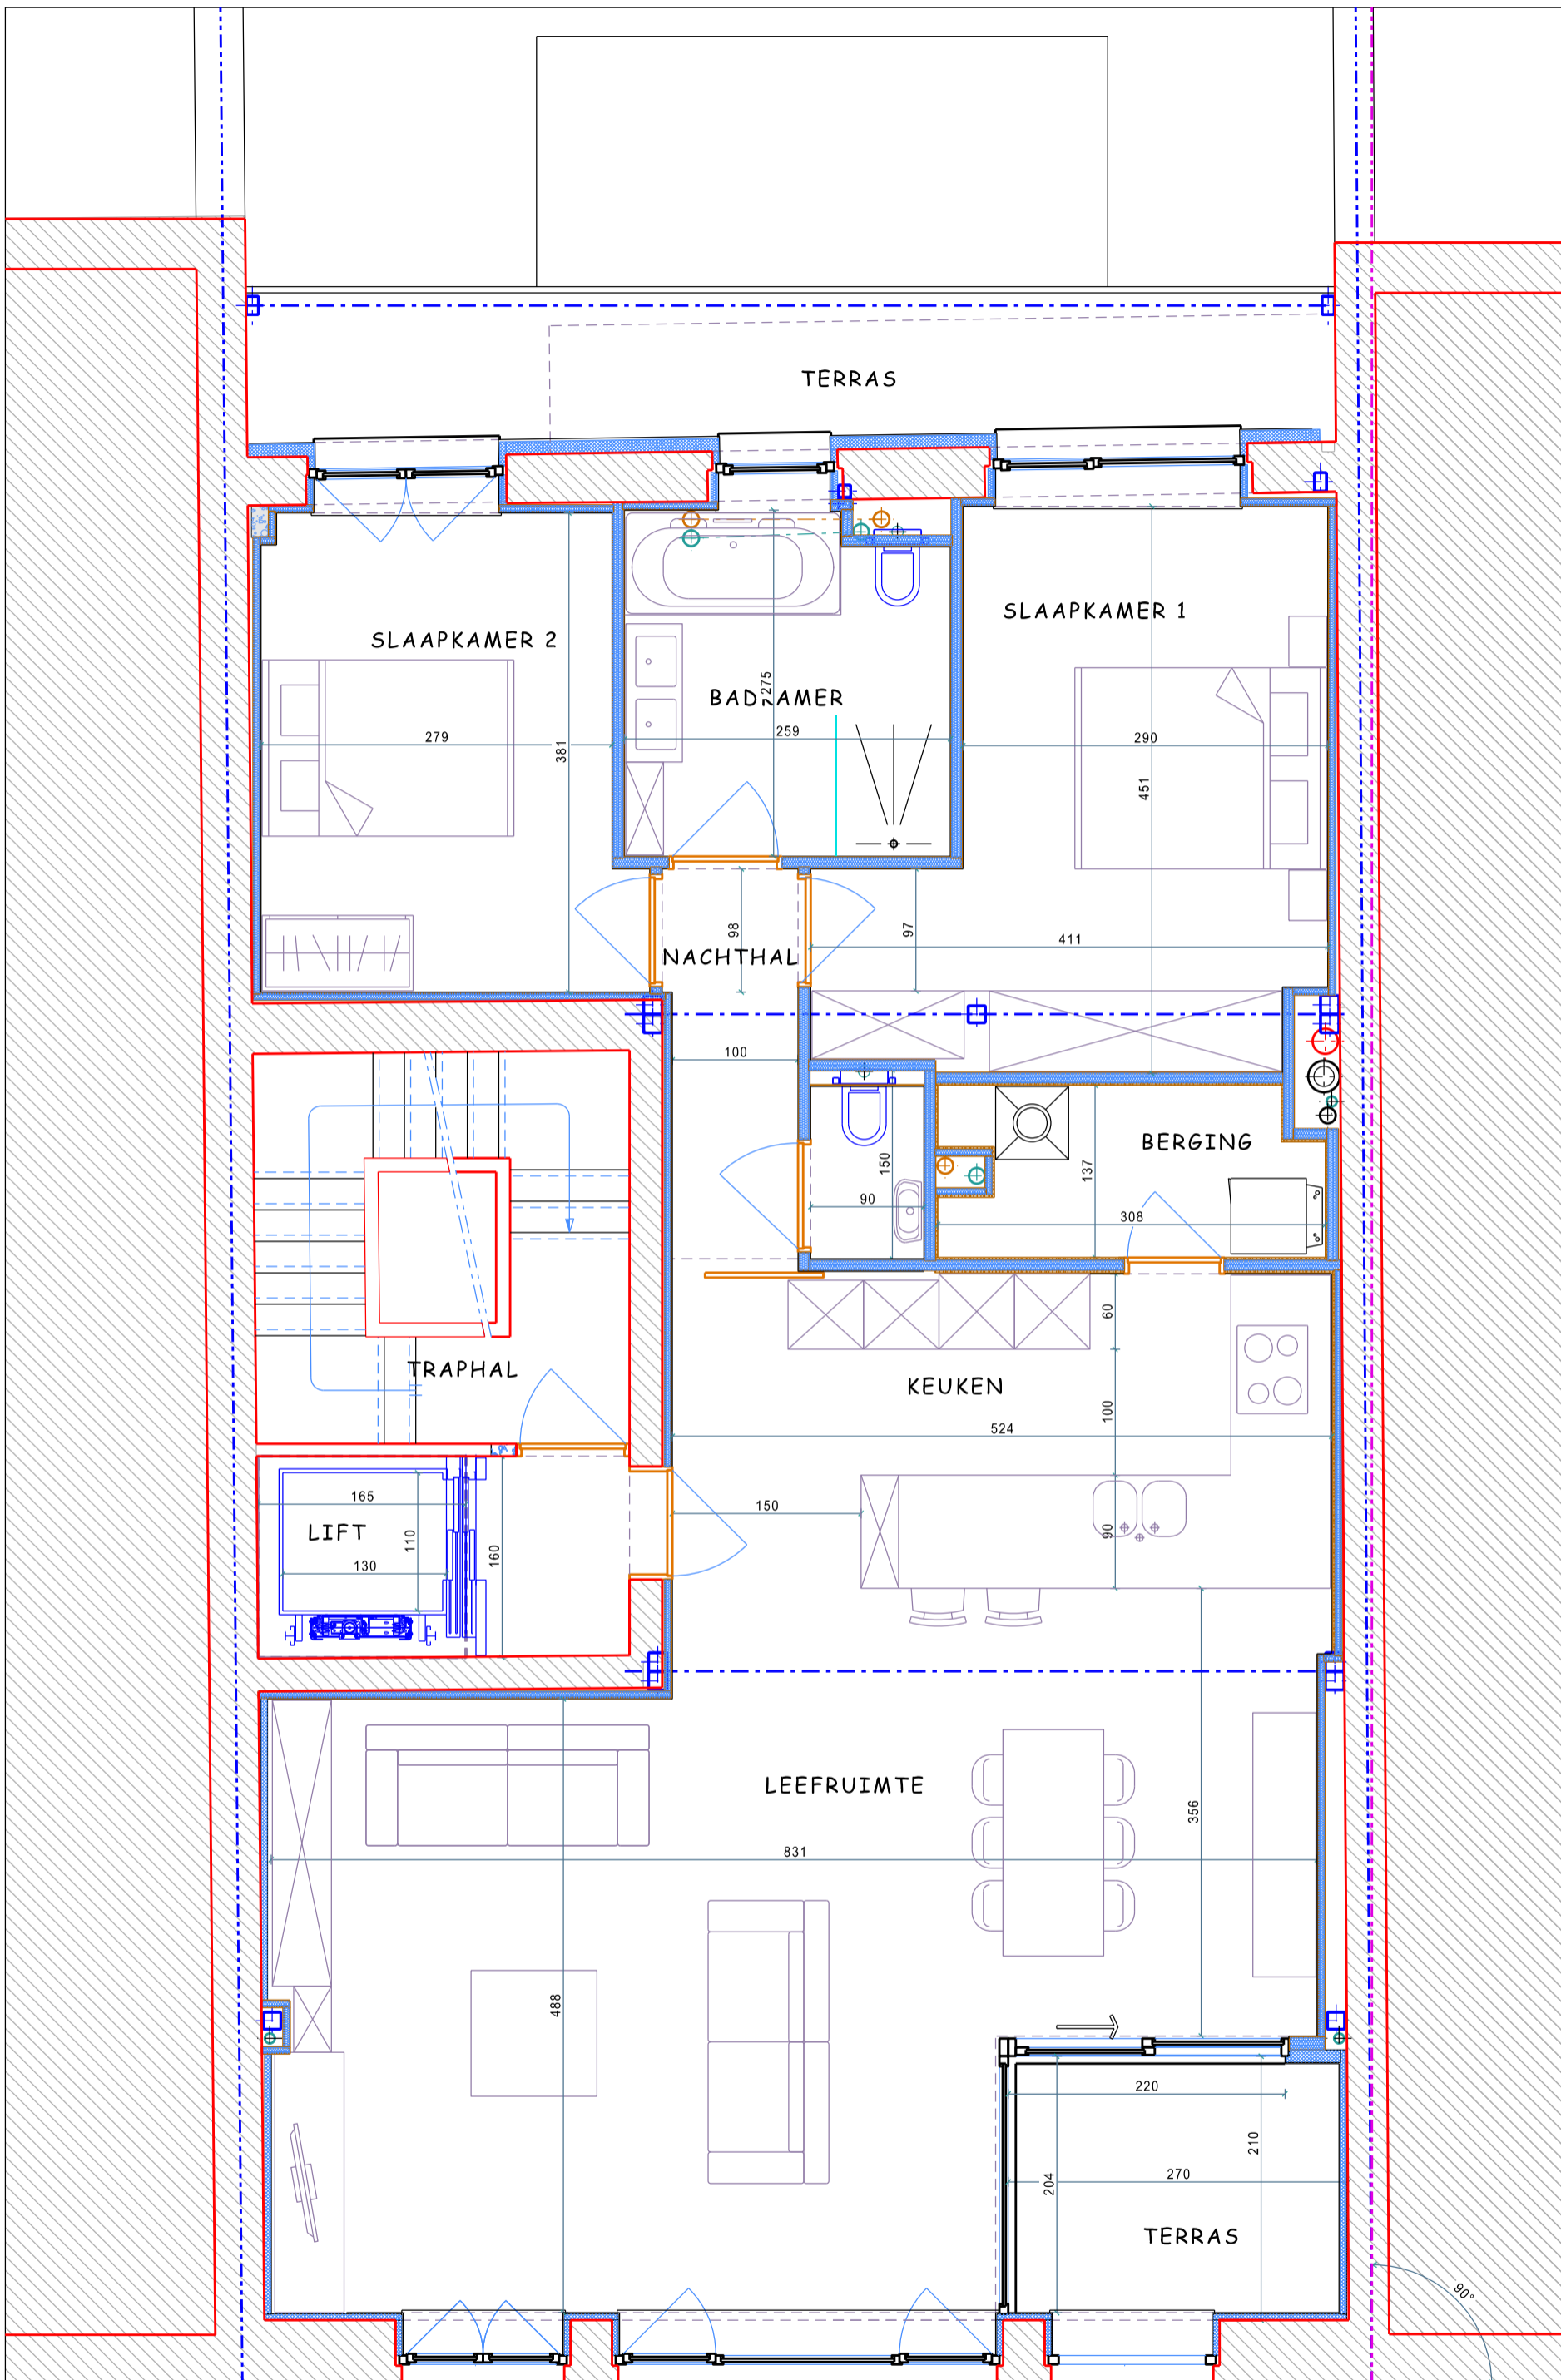 TERRAS
SLAAPKAMER 1
SLAAPKAMER 2
275
BADKAMER
279
381
259
290
451
98
97
NACHTHAL
411
100
BERGING
150
137
90
308
60
TRAPHAL
KEUKEN
100
524
165
150
LIFT
110
90
160
130
LEEFRUIMTE
356
831
488
220
210
270
204
TERRAS
90°